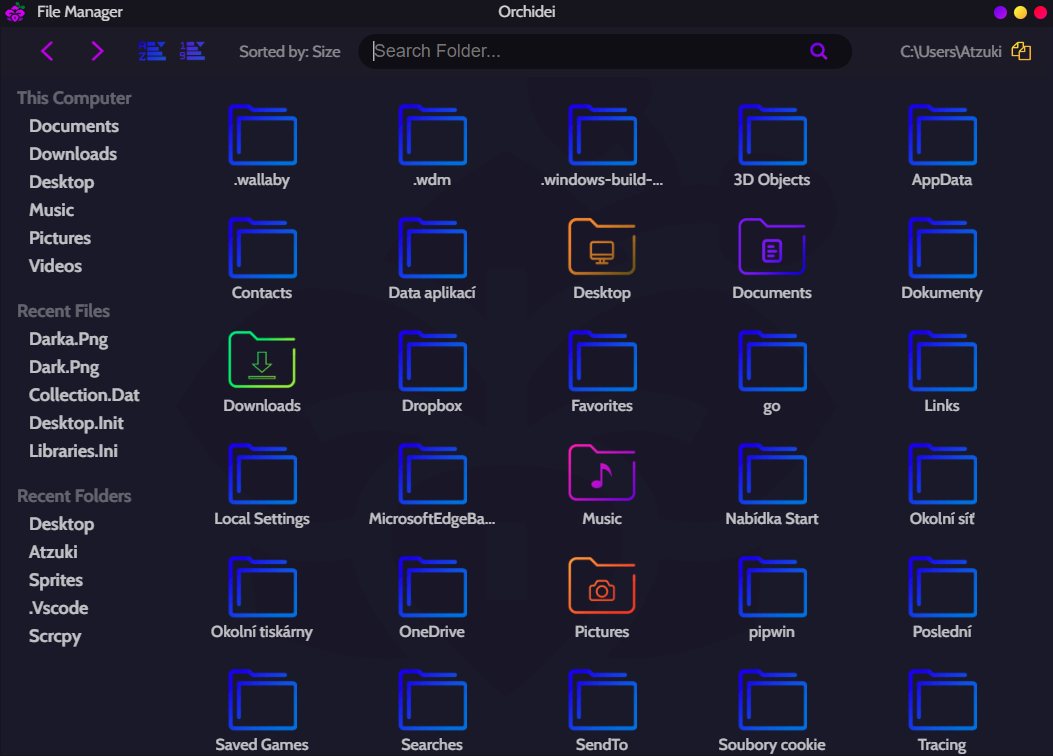 File Manager
Orchidei
Sorted by: Size
Search Folder...
C:\Users\Atzuki
This Computer
Documents
Downloads
Desktop
Music
Pictures
Videos
Recent Files
Darka.Png
Dark.Png
Collection.Dat
Desktop.Init
Libraries.Ini
Recent Folders
Desktop
Atzuki
Sprites
.Vscode
Scrcpy
.wallaby
.wdm
.windows-build-...
3D Objects
AppData
Contacts
Data aplikací
Desktop
Documents
Dokumenty
Downloads
Dropbox
Favorites
go
Links
Local Settings
MicrosoftEdgeBa...
Music
Nabídka Start
Okolní síť
Okolní tiskárny
OneDrive
Pictures
pipwin
Poslední
Saved Games
Searches
SendTo
Soubory cookie
Tracing